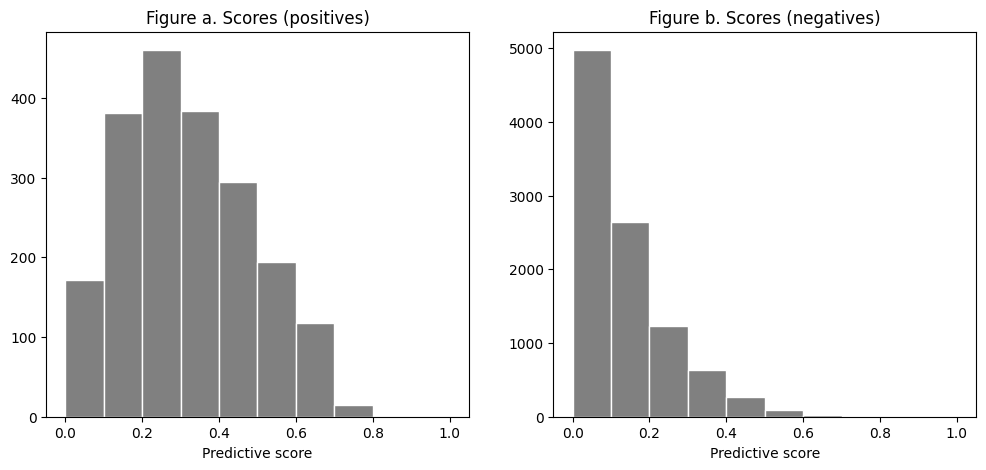 Figure a. Scores (positives)
400
300
200
100
0
0.0 0.2 0.4 0.6 0.8 1.0
Predictive score
Figure b. Scores (negatives)
5000
4000
3000
2000
1000
0
0.0 0.2 0.4 0.6 0.8 1.0
Predictive score